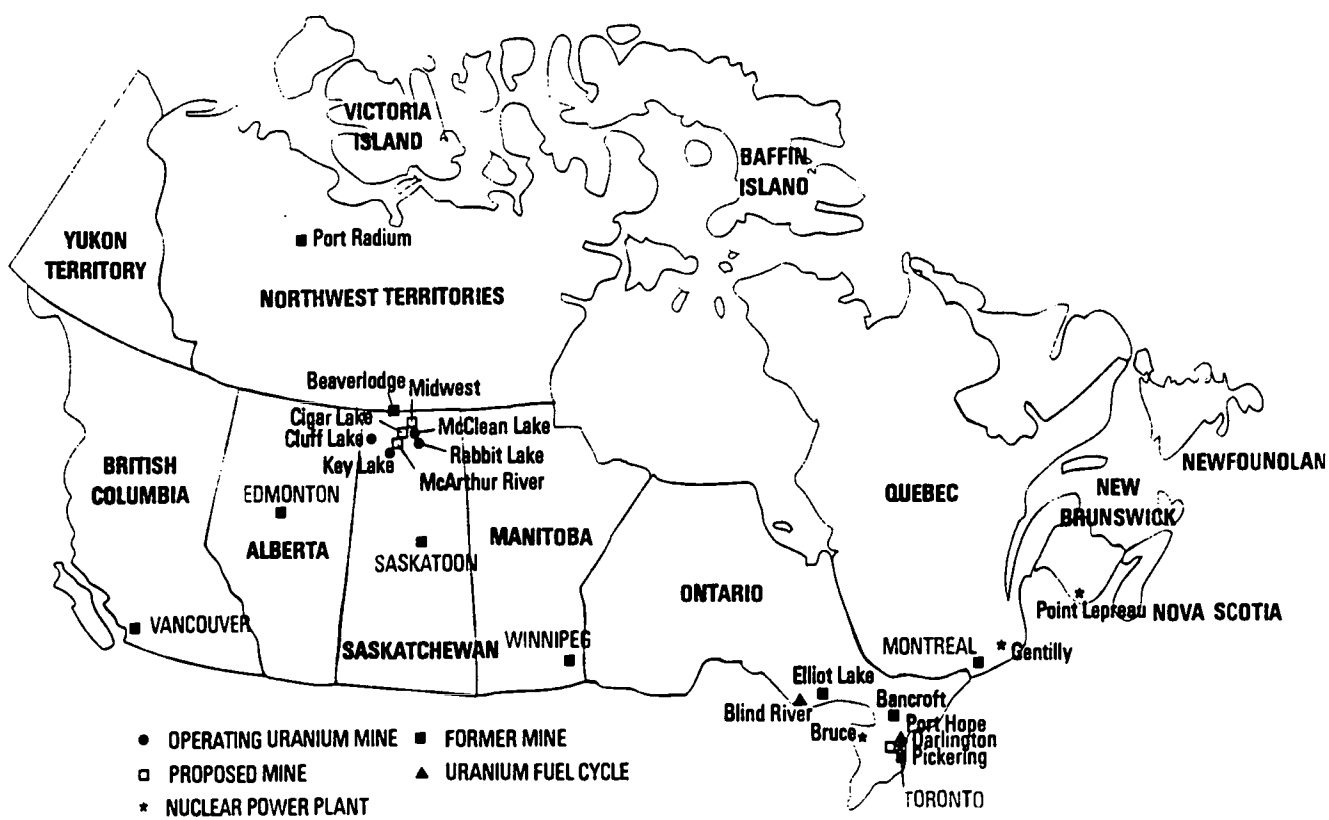 VICTORIA
ISLAND
BAFFIN
ISLAND
YUKON
TERRITORY
Port Radium
NORTHWEST TERRITORIES
Beaverlodge
Midwest
Cigar Lake
McClean Lake
Cluff Lake
Rabbit Lake
Key Lake
McArthur River
BRITISH
COLUMBIA
EDMONTON
ALBERTA
SASKATOON
MANITOBA
QUEBEC
NEWFOUNOLAN
NEW
BRUNSWICK
ONTARIO
Point Lepreau
NOVA SCOTIA
VANCOUVER
SASKATCHEWAN
WINNIPEG
MONTREAL
Gentilly
Elliot Lake
Blind River
Bancroft
Bruce
Port Hope
Darlington
Pickering
TORONTO
OPERATING URANIUM MINE
FORMER MINE
PROPOSED MINE
URANIUM FUEL CYCLE
NUCLEAR POWER PLANT